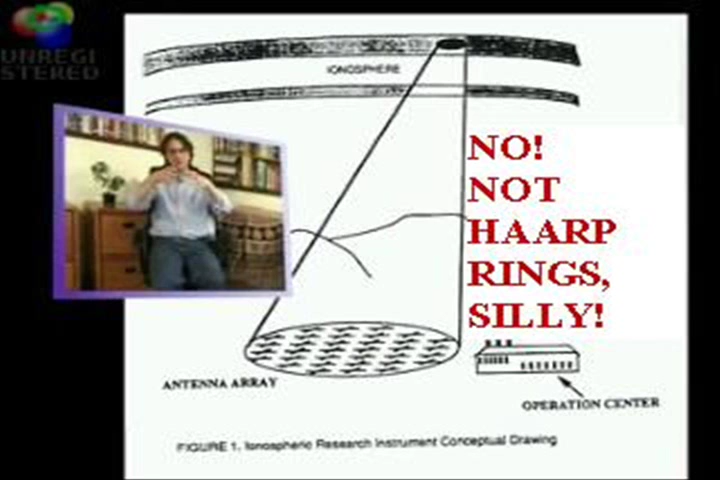 UNREGI
STERED
IONOSPHERE
NO!
NOT
HAARP
RINGS,
SILLY!
ANTENNA ARRAY
OPERATION CENTER
FIGURE 1. Ionospheric Research Instrument Conceptual Drawing